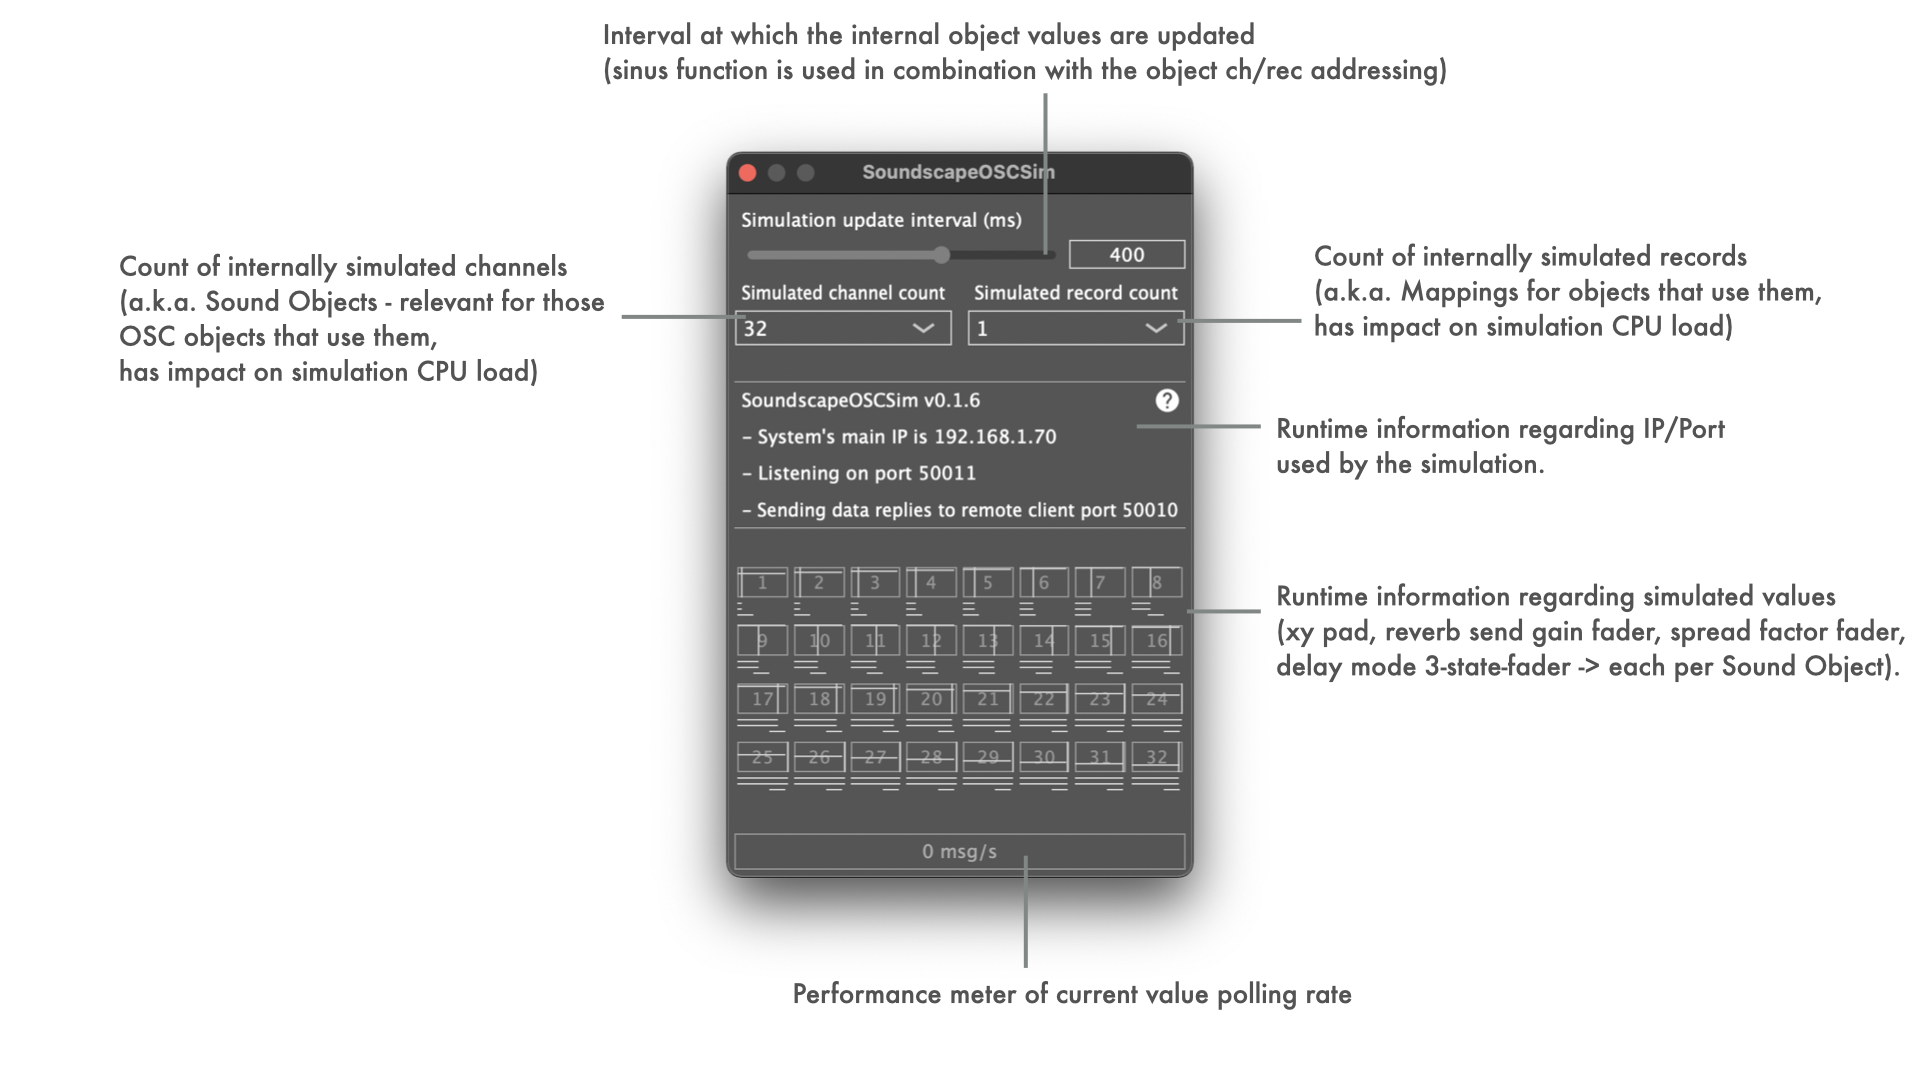 Interval at which the internal object values are updated
(sinus function is used in combination with the object ch/rec addressing)
SoundscapeOSCSim
Simulation update interval (ms)
400
Count of internally simulated channels
(a.k.a. Sound Objects - relevant for those
OSC objects that use them,
has impact on simulation CPU load)
Simulated channel count
Simulated record count
32
1
Count of internally simulated records
(a.k.a. Mappings for objects that use them,
has impact on simulation CPU load)
SoundscapeOSCSim v0.1.6
?
– System's main IP is 192.168.1.70
– Listening on port 50011
– Sending data replies to remote client port 50010
Runtime information regarding IP/Port
used by the simulation.
1 2 3 4 5 6 7 8
9 10 11 12 13 14 15 16
17 18 19 20 21 22 23 24
25 26 27 28 29 30 31 32
Runtime information regarding simulated values
(xy pad, reverb send gain fader, spread factor fader,
delay mode 3-state-fader -> each per Sound Object).
0 msg/s
Performance meter of current value polling rate